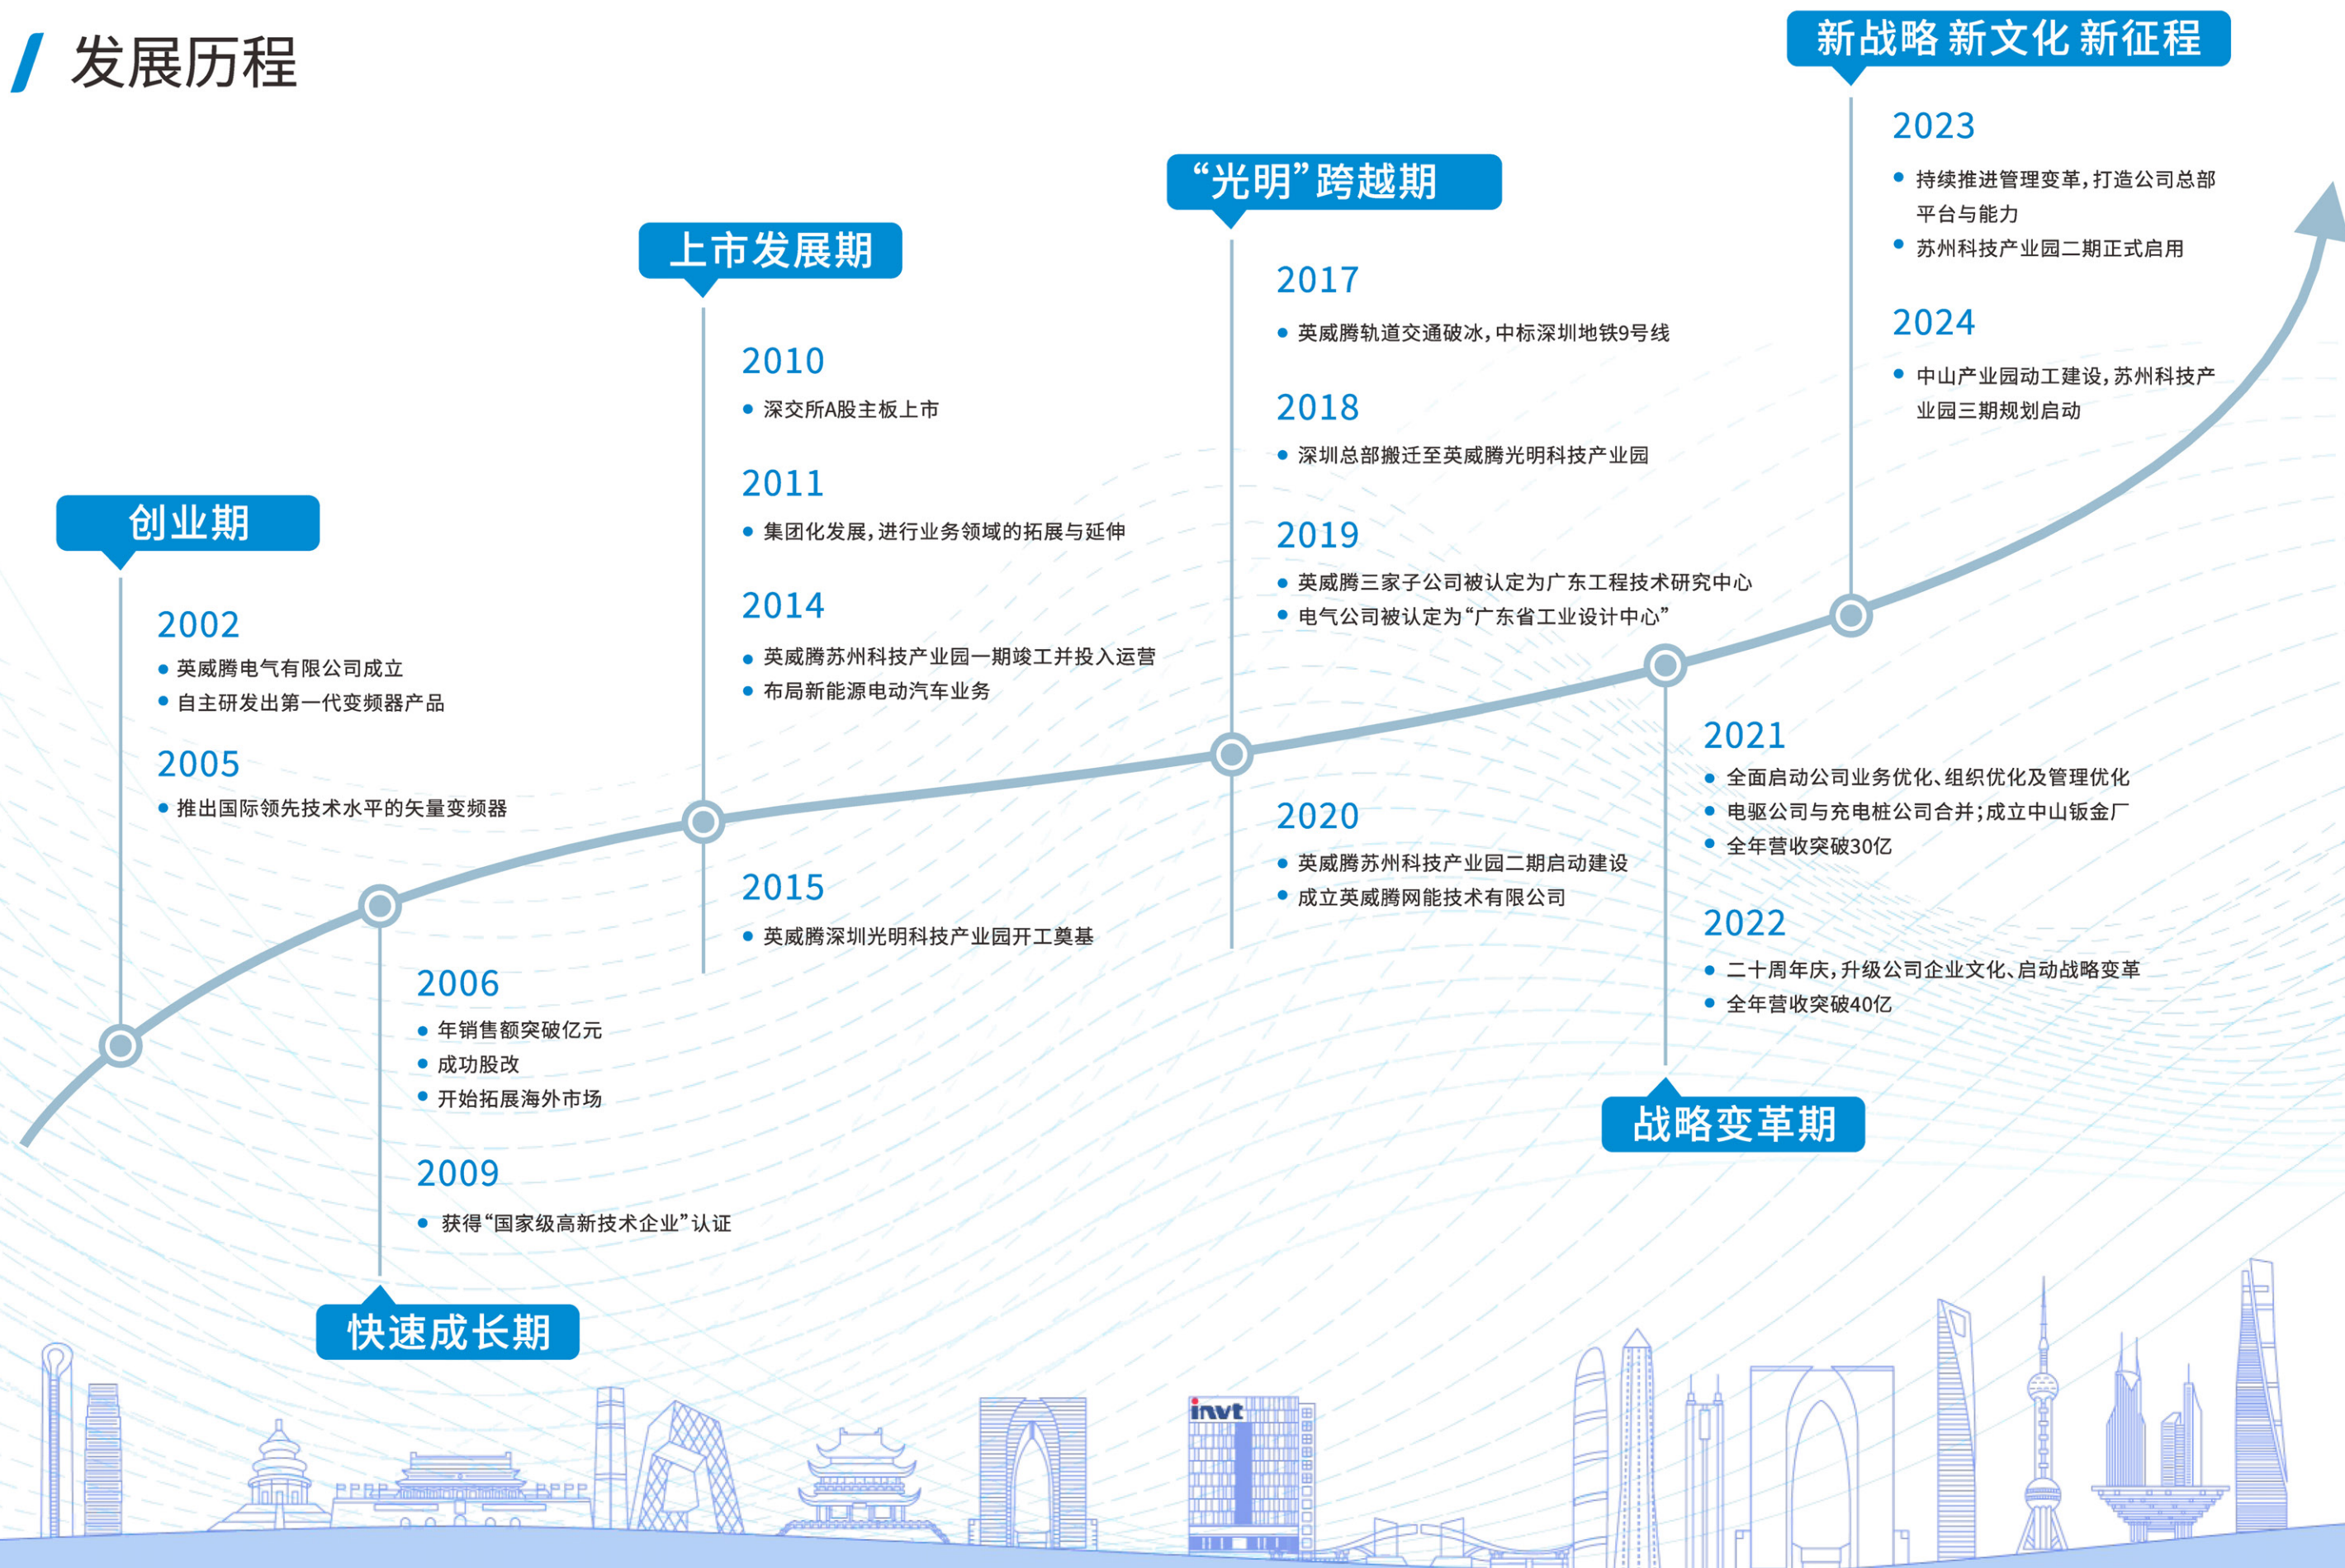 发展历程
创业期
2002
英威腾电气有限公司成立
自主研发出第一代变频器产品
2005
推出国际领先技术水平的矢量变频器
快速成长期
2006
年销售额突破亿元
成功股改
开始拓展海外市场
2009
获得“国家级高新技术企业”认证
上市发展期
2010
深交所A股主板上市
2011
集团化发展,进行业务领域的拓展与延伸
2014
英威腾苏州科技产业园一期竣工并投入运营
布局新能源电动汽车业务
2015
英威腾深圳光明科技产业园开工奠基
“光明”跨越期
2017
英威腾轨道交通破冰,中标深圳地铁9号线
2018
深圳总部搬迁至英威腾光明科技产业园
2019
英威腾三家子公司被认定为广东工程技术研究中心
电气公司被认定为“广东省工业设计中心”
2020
英威腾苏州科技产业园二期启动建设
成立英威腾网能技术有限公司
战略变革期
2021
全面启动公司业务优化、组织优化及管理优化
电驱公司与充电桩公司合并;成立中山钣金厂
全年营收突破30亿
2022
二十周年庆,升级公司企业文化、启动战略变革
全年营收突破40亿
新战略 新文化 新征程
2023
持续推进管理变革,打造公司总部
平台与能力
苏州科技产业园二期正式启用
2024
中山产业园动工建设,苏州科技产
业园三期规划启动
invt